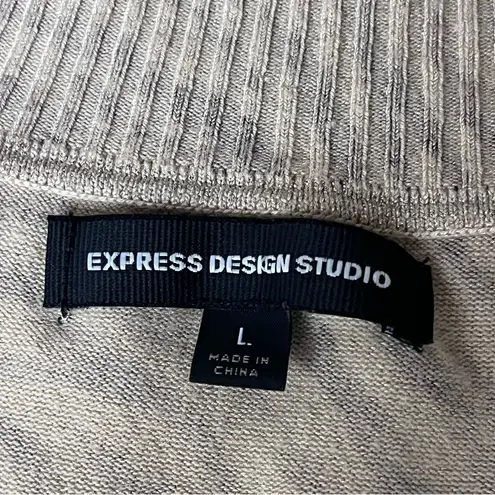 EXPRESS DESIGN STUDIO
L
MADE IN
CHINA